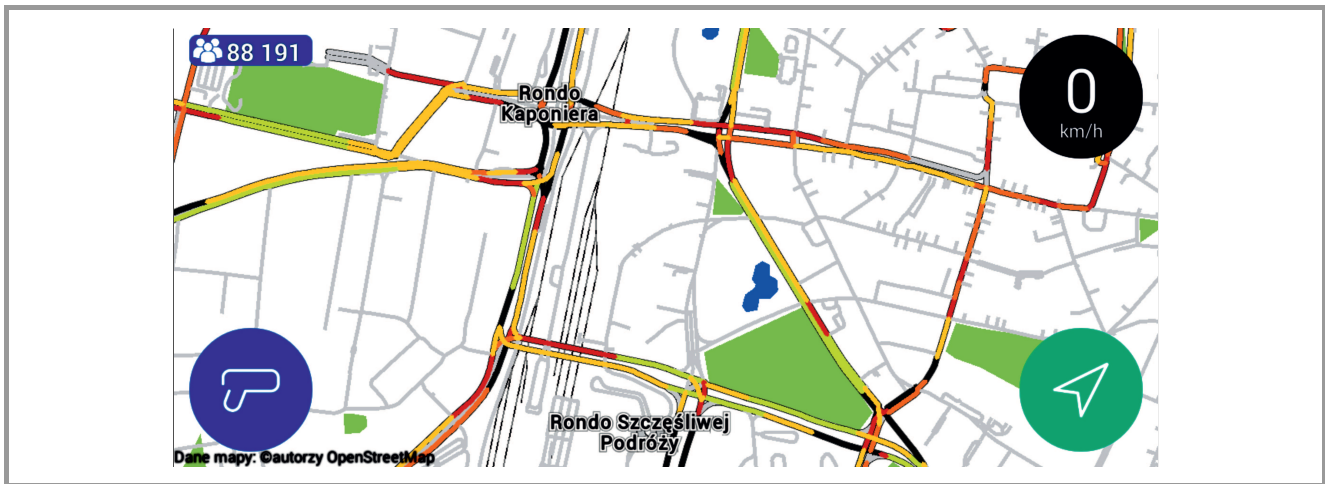 88 191
Rondo
Kaponiera
0
km/h
Rondo Szczęśliwej
Podróży
Dane mapy: ©autorzy OpenStreetMap